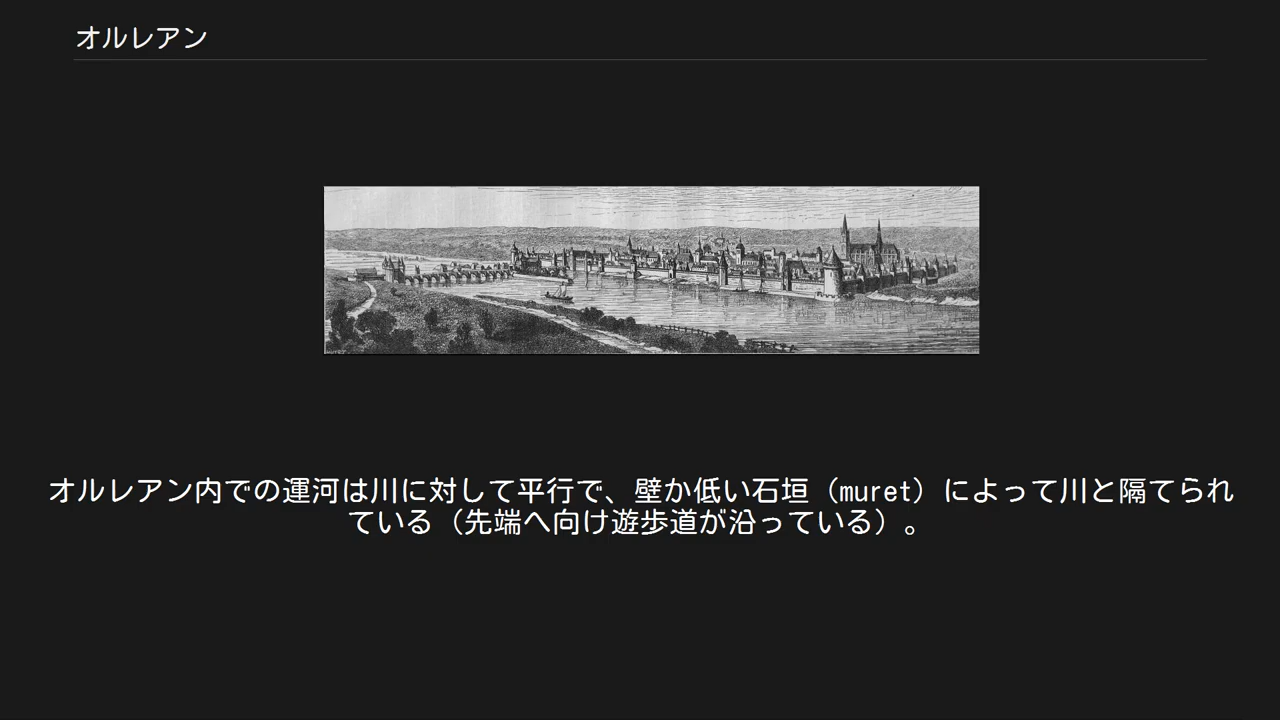 オルレアン
オルレアン内での運河は川に対して平行で、壁か低い石垣（muret）によって川と隔てられ
ている（先端へ向け遊歩道が沿っている）。